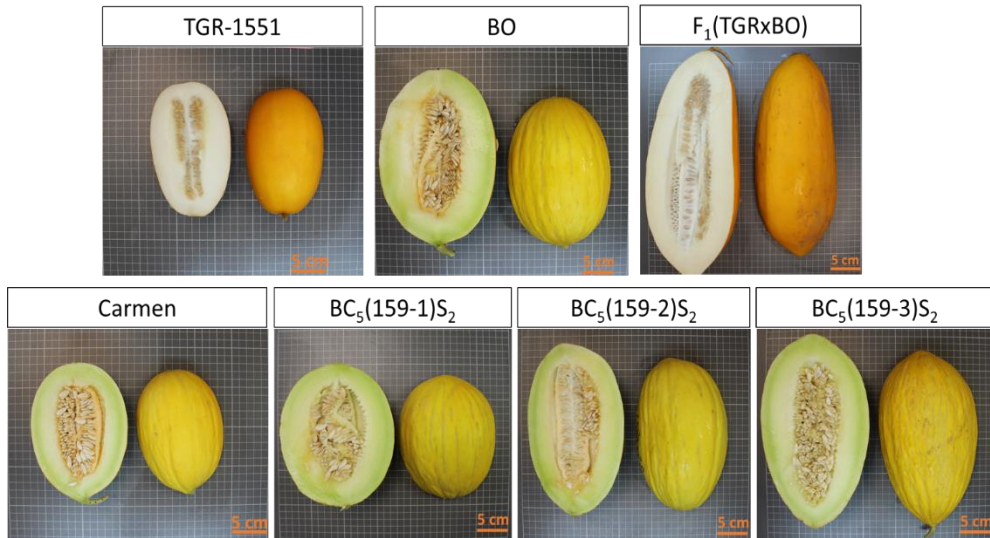 TGR-1551
BO
F₁(TGRxBO)
5 cm
5 cm
5 cm
Carmen
BC₅(159-1)S₂
BC₅(159-2)S₂
BC₅(159-3)S₂
5 cm
5 cm
5 cm
5 cm